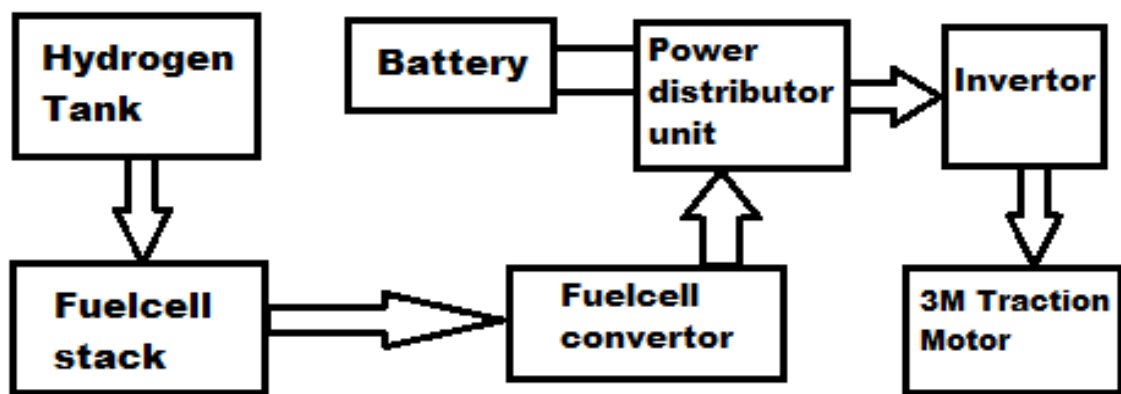 Hydrogen
Tank
Battery
Power
distributor
unit
Invertor
Fuelcell
stack
Fuelcell
convertor
3M Traction
Motor